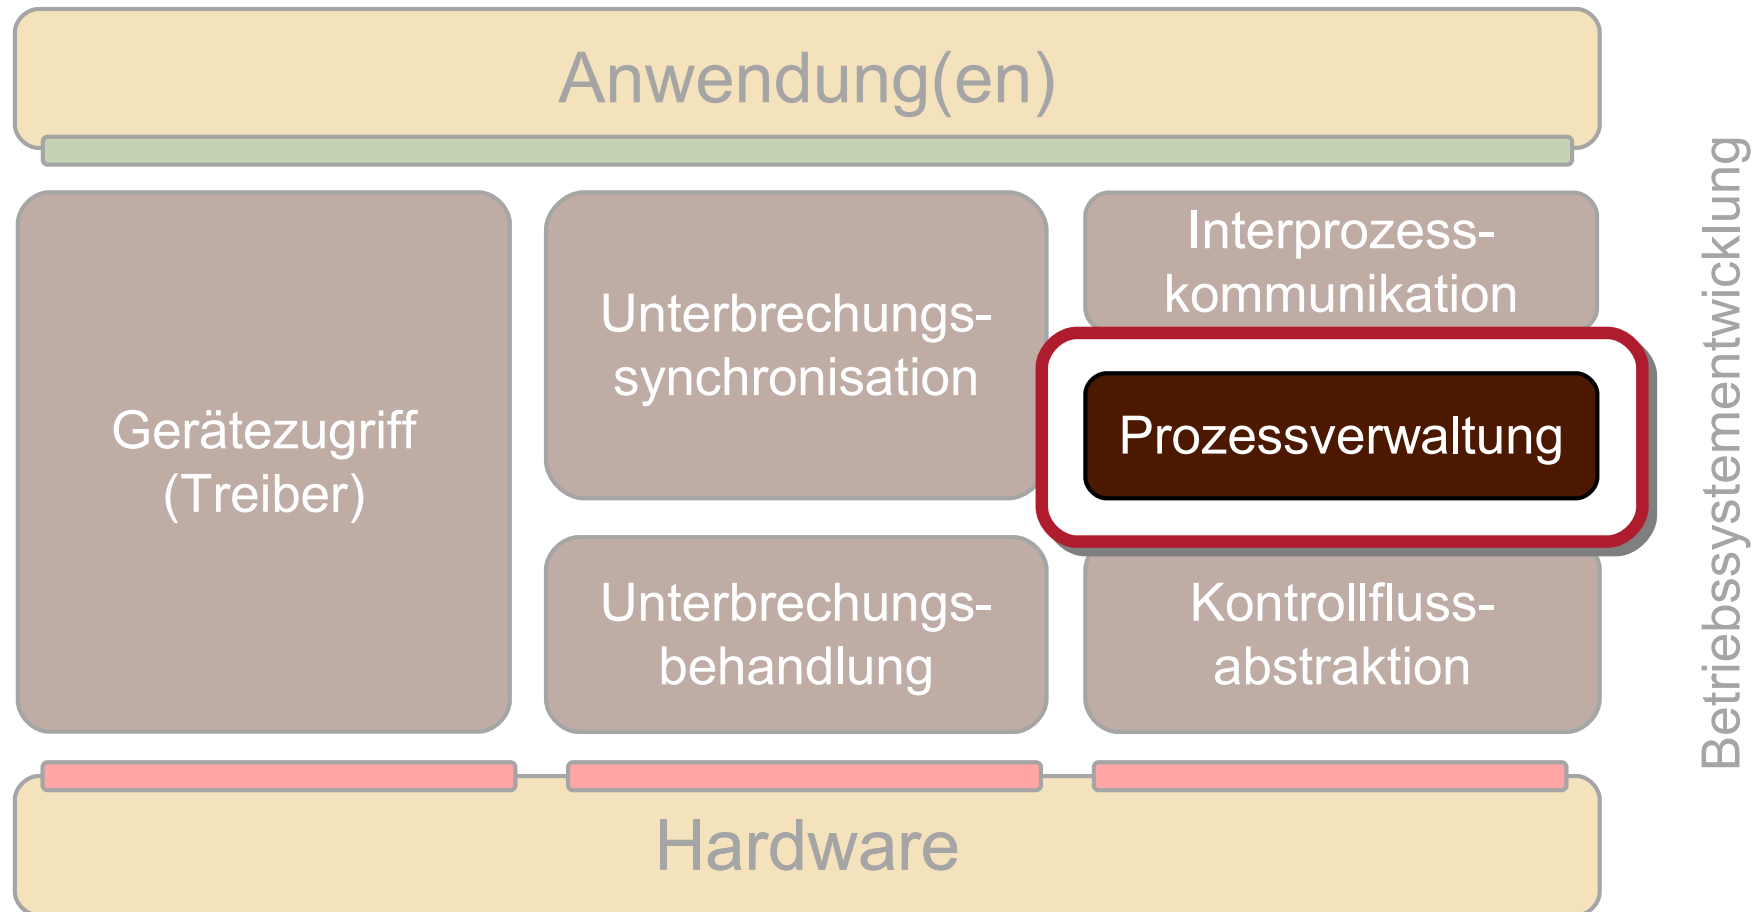 Anwendung(en)
Gerätezugriff
(Treiber)
Unterbrechungs-
synchronisation
Unterbrechungs-
behandlung
Interprozess-
kommunikation
Prozessverwaltung
Kontrollfluss-
abstraktion
Hardware
Betriebssystementwicklung